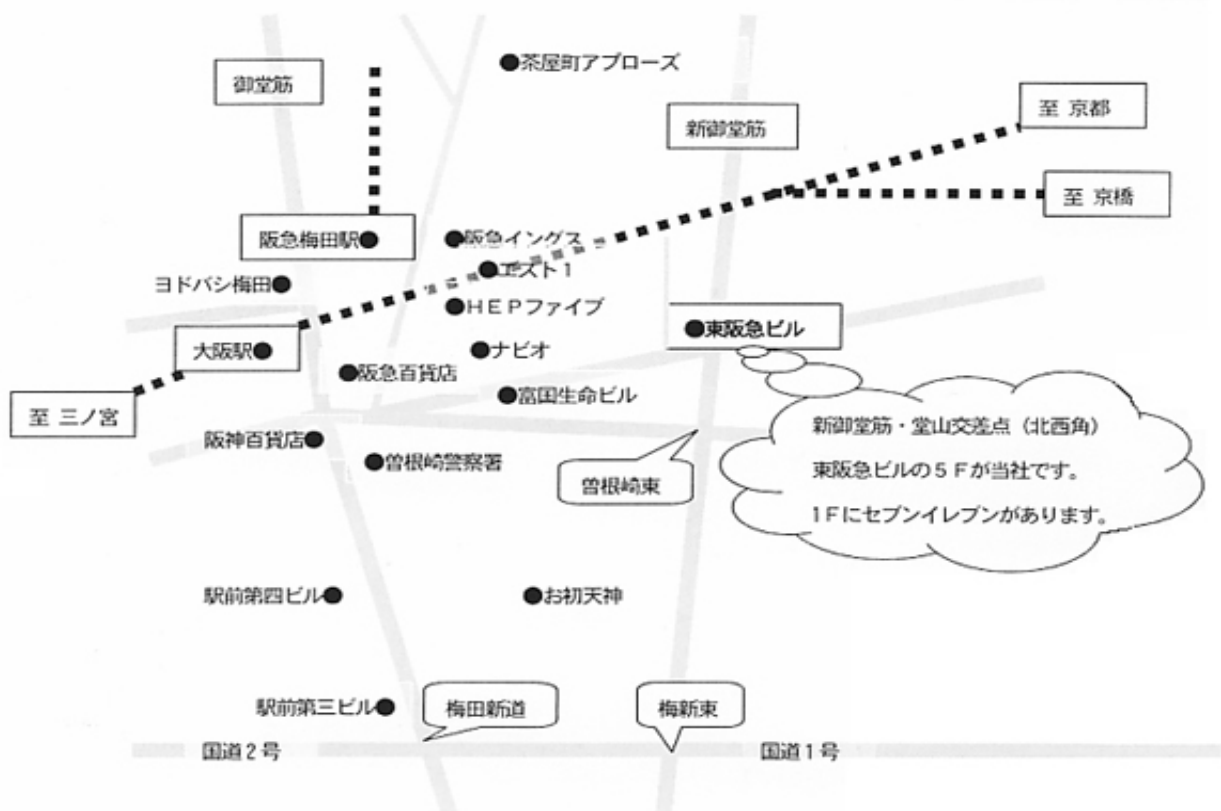 ●茶屋町アプローズ
御堂筋
新御堂筋
至 京都
至 京橋
阪急梅田駅●
●阪急イングス
●エスト1
ヨドバシ梅田●
●HEPファイブ
●東阪急ビル
大阪駅●
●ナビオ
●阪急百貨店
●富国生命ビル
至 三ノ宮
阪神百貨店●
●曽根崎警察署
曽根崎東
新御堂筋・堂山交差点(北西角)
東阪急ビルの5Fが当社です。
1Fにセブンイレブンがあります。
駅前第四ビル●
●お初天神
駅前第三ビル●
梅田新道
梅新東
国道2号
国道1号